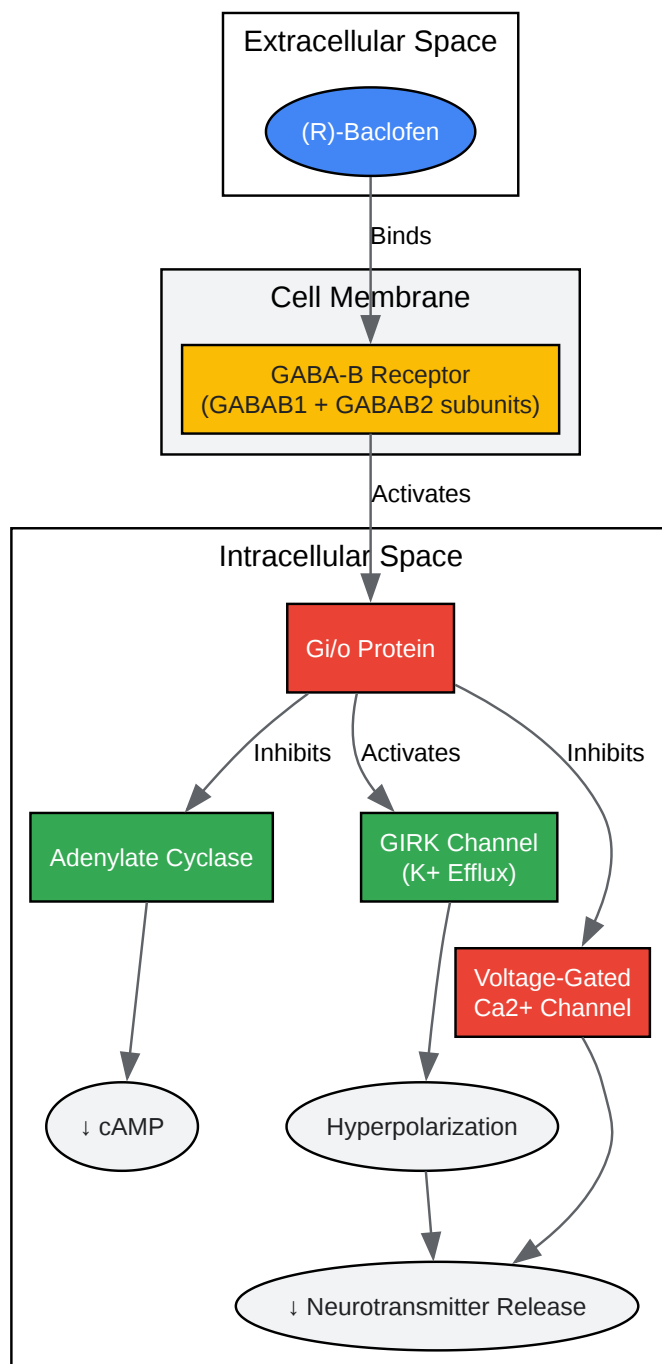 Extracellular Space
(R)-Baclofen
Binds
Cell Membrane
GABA-B Receptor
(GABAB1 + GABAB2 subunits)
Activates
Intracellular Space
Gi/o Protein
Inhibits
Activates
Inhibits
Adenylate Cyclase
GIRK Channel
(K+ Efflux)
Voltage-Gated
Ca2+ Channel
↓ cAMP
Hyperpolarization
↓ Neurotransmitter Release